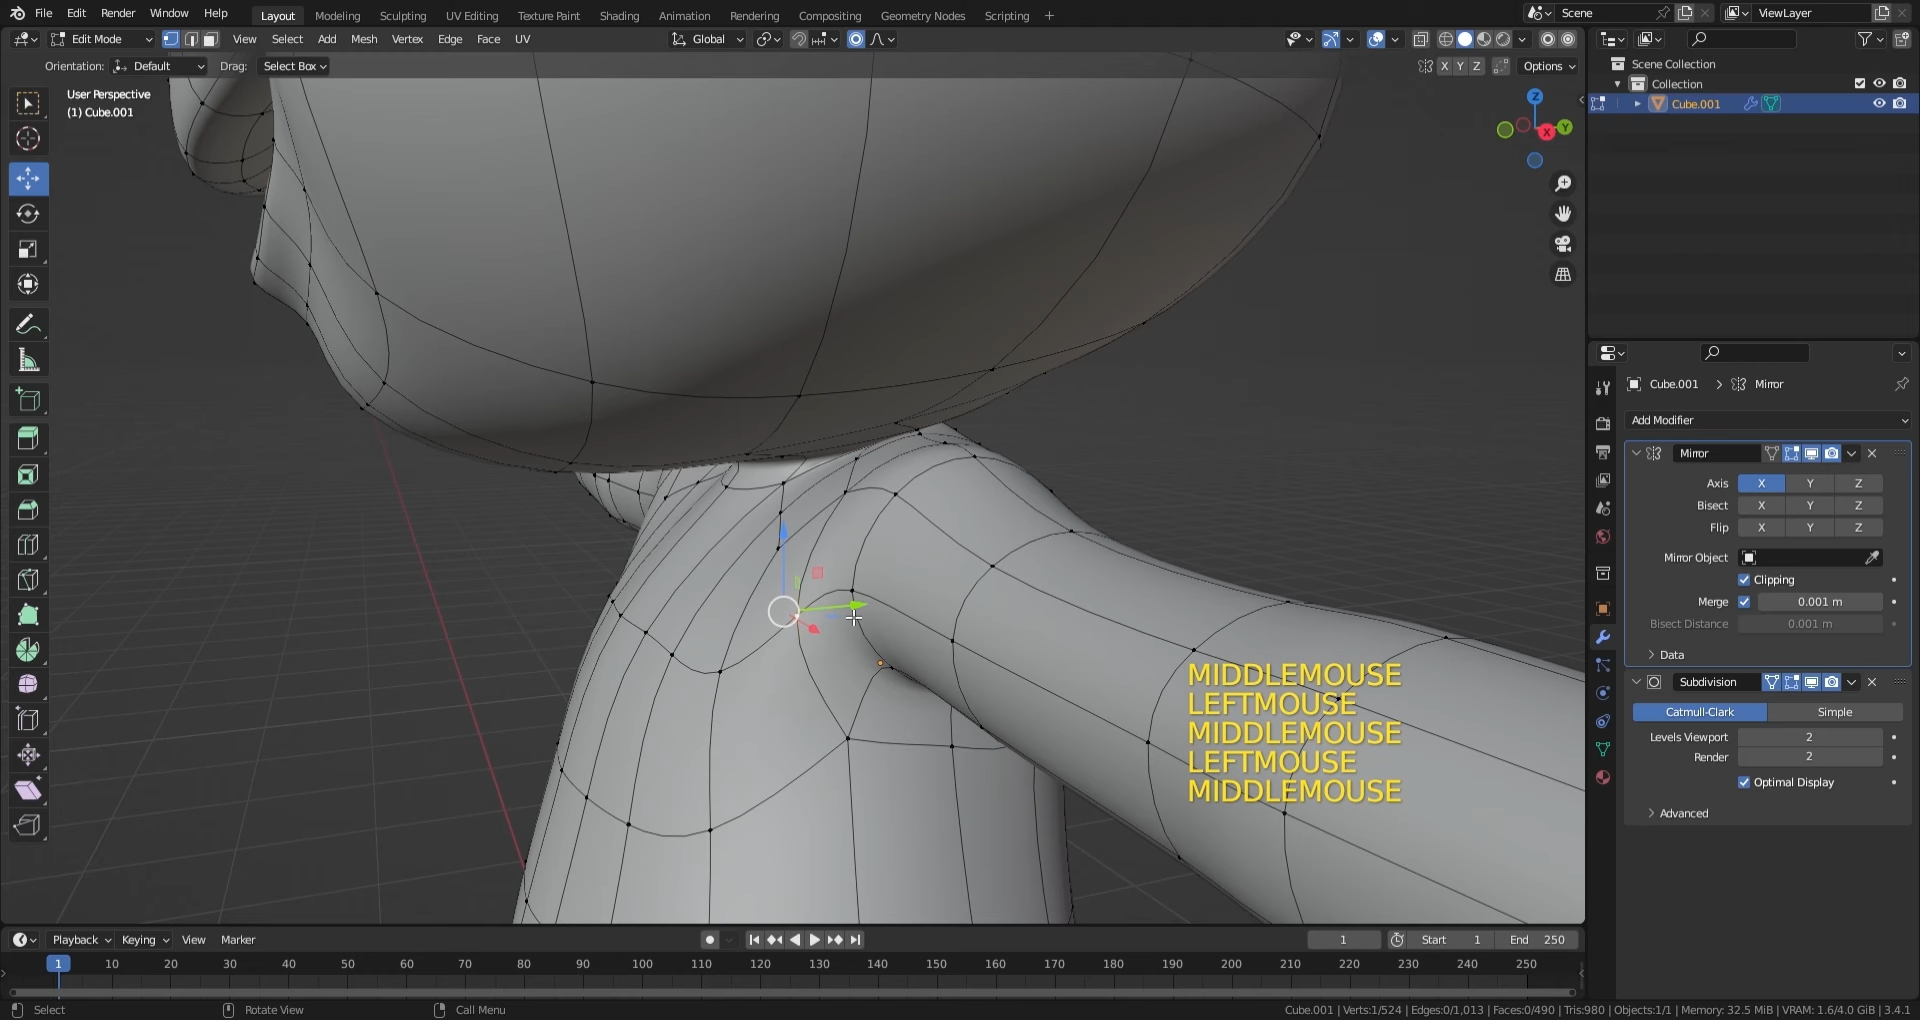 File Edit Render Window Help Layout Modeling Sculpting UV Editing Texture Paint Shading Animation Rendering Compositing Geometry Nodes Scripting + Scene ViewLayer
Edit Mode View Select Add Mesh Vertex Edge Face UV Global
Orientation: Default Drag: Select Box X Y Z Options
User Perspective
(1) Cube.001
Z
X
Y
MIDDLEMOUSE
LEFTMOUSE
MIDDLEMOUSE
LEFTMOUSE
MIDDLEMOUSE
Scene Collection
Collection
Cube.001
Cube.001 > Mirror
Add Modifier
Mirror
Axis X Y Z
Bisect X Y Z
Flip X Y Z
Mirror Object
Clipping
Merge 0.001 m
Bisect Distance 0.001 m
Data
Subdivision
Catmull-Clark Simple
Levels Viewport 2
Render 2
Optimal Display
Advanced
Playback Keying View Marker 1 Start 1 End 250
1 10 20 30 40 50 60 70 80 90 100 110 120 130 140 150 160 170 180 190 200 210 220 230 240 250
Select Rotate View Call Menu Cube.001 | Verts:1/524 | Edges:0/1,013 | Faces:0/490 | Tris:980 | Objects:1/1 | Memory: 32.5 MiB | VRAM: 1.6/4.0 GiB | 3.4.1